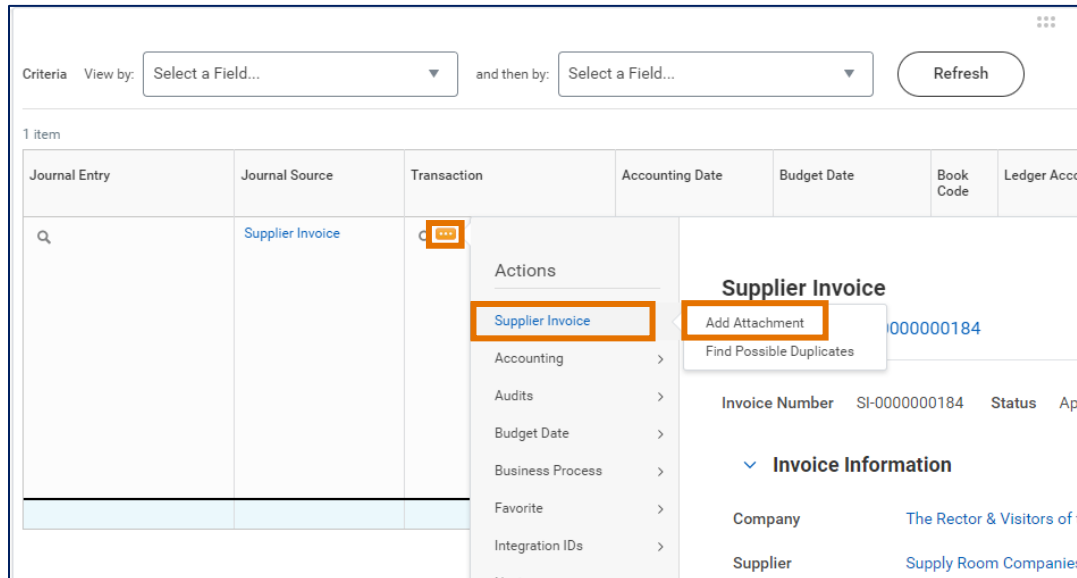 Criteria View by: Select a Field... and then by: Select a Field... Refresh
1 item
Journal Entry Journal Source Transaction Accounting Date Budget Date Book Code Ledger
Supplier Invoice
Actions
Supplier Invoice
Accounting
Audits
Budget Date
Business Process
Favorite
Integration IDs
Add Attachment
Find Possible Duplicates
Supplier Invoice
0000000184
Invoice Number SI-0000000184 Status
Invoice Information
Company The Rector & Visitors of
Supplier Supply Room Companies